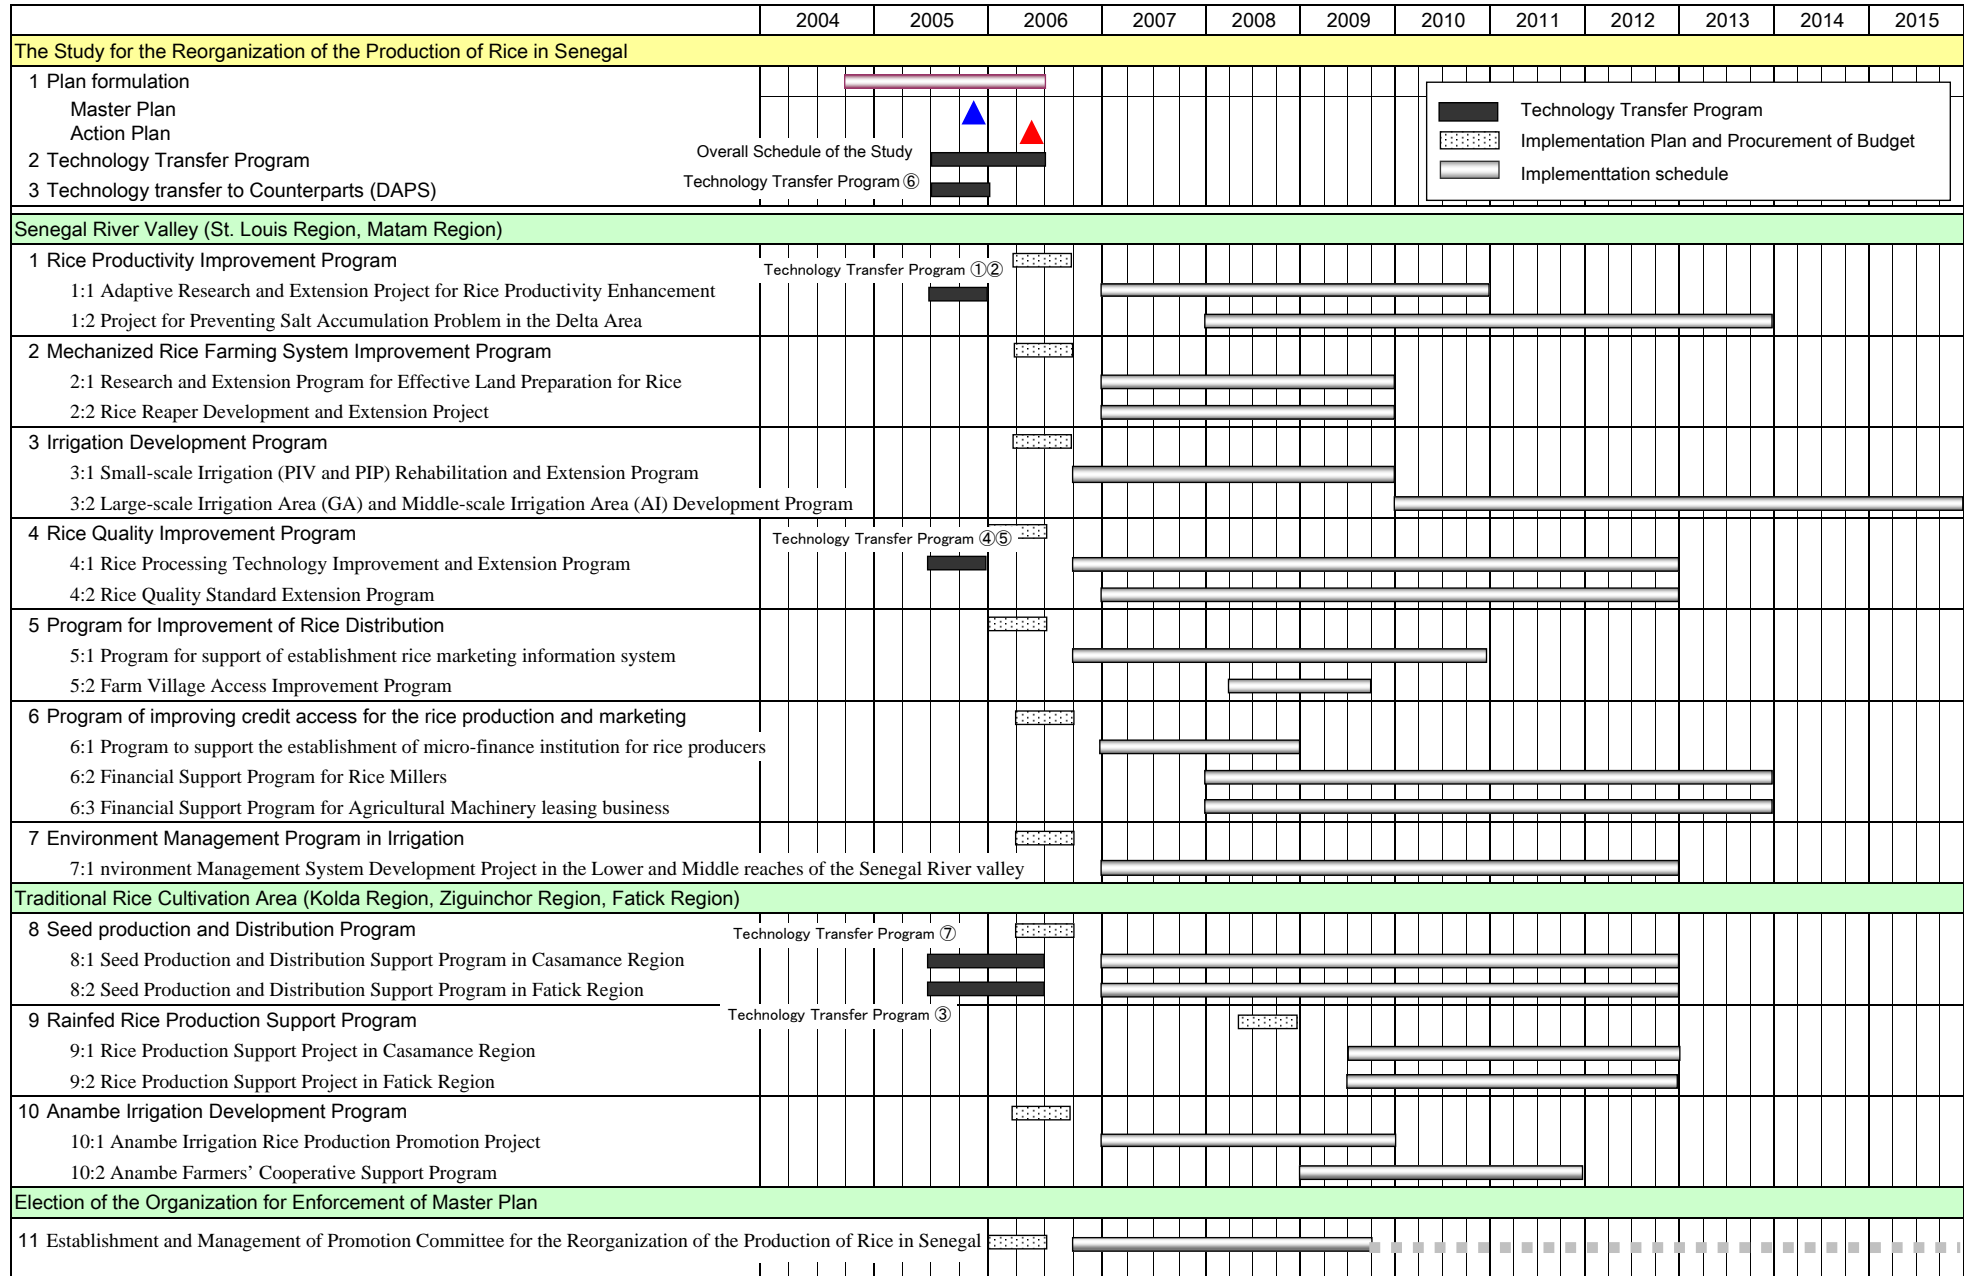 2004 2005 2006 2007 2008 2009 2010 2011 2012 2013 2014 2015
The Study for the Reorganization of the Production of Rice in Senegal
1 Plan formulation
Master Plan
Action Plan
Overall Schedule of the Study
2 Technology Transfer Program
Technology Transfer Program ⑥
3 Technology transfer to Counterparts (DAPS)
Technology Transfer Program
Implementation Plan and Procurement of Budget
Implementtation schedule
Senegal River Valley (St. Louis Region, Matam Region)
1 Rice Productivity Improvement Program
Technology Transfer Program ①②
1:1 Adaptive Research and Extension Project for Rice Productivity Enhancement
1:2 Project for Preventing Salt Accumulation Problem in the Delta Area
2 Mechanized Rice Farming System Improvement Program
2:1 Research and Extension Program for Effective Land Preparation for Rice
2:2 Rice Reaper Development and Extension Project
3 Irrigation Development Program
3:1 Small-scale Irrigation (PIV and PIP) Rehabilitation and Extension Program
3:2 Large-scale Irrigation Area (GA) and Middle-scale Irrigation Area (AI) Development Program
4 Rice Quality Improvement Program
Technology Transfer Program ④⑤
4:1 Rice Processing Technology Improvement and Extension Program
4:2 Rice Quality Standard Extension Program
5 Program for Improvement of Rice Distribution
5:1 Program for support of establishment rice marketing information system
5:2 Farm Village Access Improvement Program
6 Program of improving credit access for the rice production and marketing
6:1 Program to support the establishment of micro-finance institution for rice producers
6:2 Financial Support Program for Rice Millers
6:3 Financial Support Program for Agricultural Machinery leasing business
7 Environment Management Program in Irrigation
7:1 nvironment Management System Development Project in the Lower and Middle reaches of the Senegal River valley
Traditional Rice Cultivation Area (Kolda Region, Ziguinchor Region, Fatick Region)
8 Seed production and Distribution Program
Technology Transfer Program ⑦
8:1 Seed Production and Distribution Support Program in Casamance Region
8:2 Seed Production and Distribution Support Program in Fatick Region
Technology Transfer Program ③
9 Rainfed Rice Production Support Program
9:1 Rice Production Support Project in Casamance Region
9:2 Rice Production Support Project in Fatick Region
10 Anambe Irrigation Development Program
10:1 Anambe Irrigation Rice Production Promotion Project
10:2 Anambe Farmers' Cooperative Support Program
Election of the Organization for Enforcement of Master Plan
11 Establishment and Management of Promotion Committee for the Reorganization of the Production of Rice in Senegal